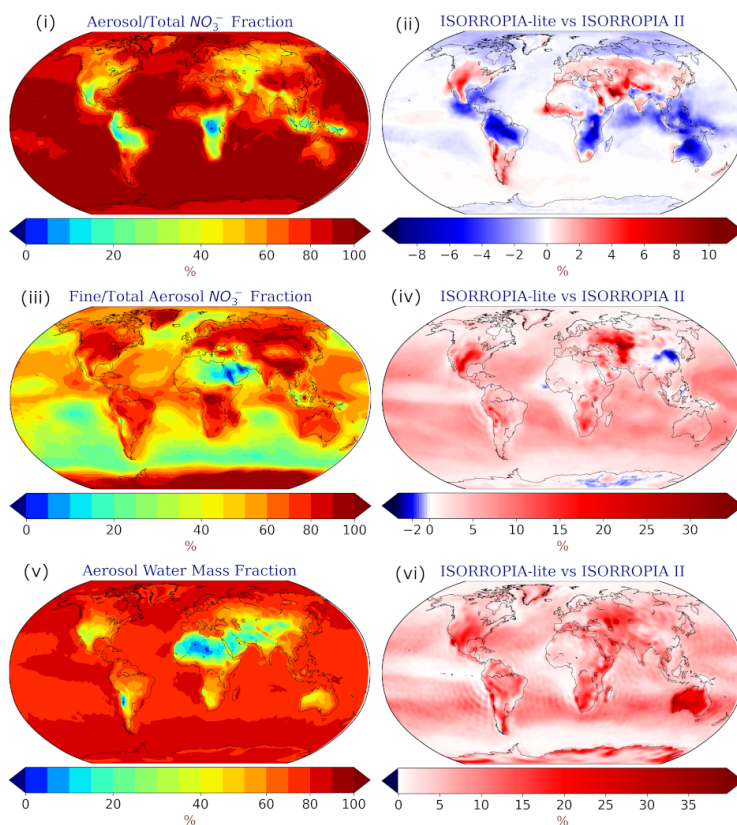 (i) Aerosol/Total NO₃⁻ Fraction
0 20 40 60 80 100
%
(ii) ISORROPIA-lite vs ISORROPIA II
−8 −6 −4 −2 0 2 4 6 8 10
%
(iii) Fine/Total Aerosol NO₃⁻ Fraction
0 20 40 60 80 100
%
(iv) ISORROPIA-lite vs ISORROPIA II
−2 0 5 10 15 20 25 30
%
(v) Aerosol Water Mass Fraction
0 20 40 60 80 100
%
(vi) ISORROPIA-lite vs ISORROPIA II
0 5 10 15 20 25 30 35
%